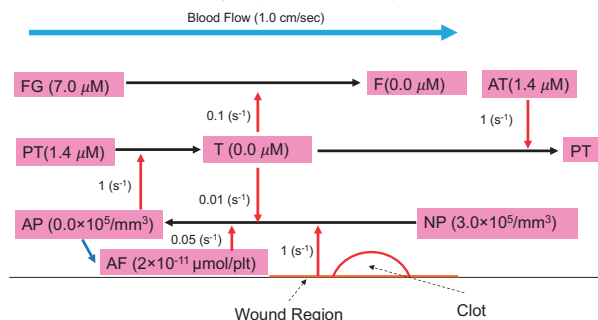 Blood Flow (1.0 cm/sec)
FG (7.0 μM)
F(0.0 μM)
AT(1.4 μM)
0.1 (s⁻¹)
1 (s⁻¹)
PT(1.4 μM)
T (0.0 μM)
PT
1 (s⁻¹)
0.01 (s⁻¹)
AP (0.0×10⁵/mm³)
NP (3.0×10⁵/mm³)
0.05 (s⁻¹)
1 (s⁻¹)
AF (2×10⁻¹¹ μmol/plt)
Wound Region
Clot